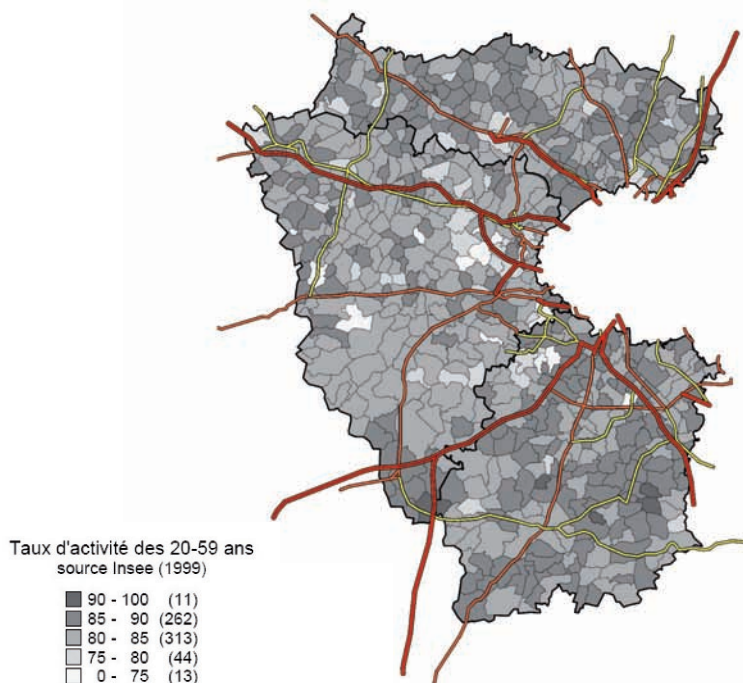 Taux d'activité des 20-59 ans
source Insee (1999)
90 - 100 (11)
85 - 90 (262)
80 - 85 (313)
75 - 80 (44)
0 - 75 (13)